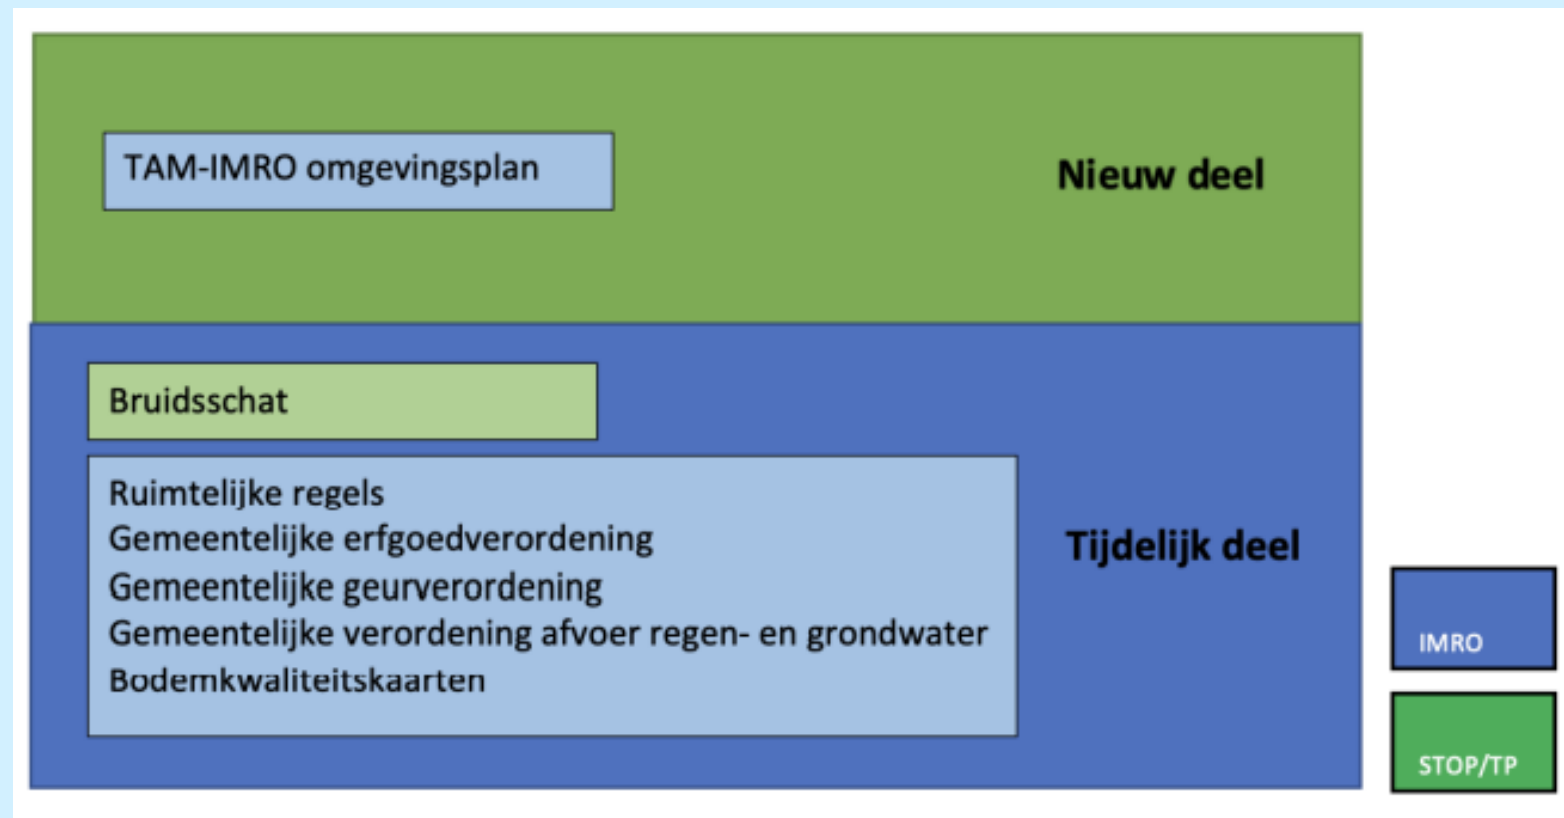 TAM-IMRO omgevingsplan
Nieuw deel
Bruidsschat
Ruimtelijke regels
Gemeentelijke erfgoedverordening
Gemeentelijke geurverordening
Gemeentelijke verordening afvoer regen- en grondwater
Bodemkwaliteitskaarten
Tijdelijk deel
IMRO
STOP/TP